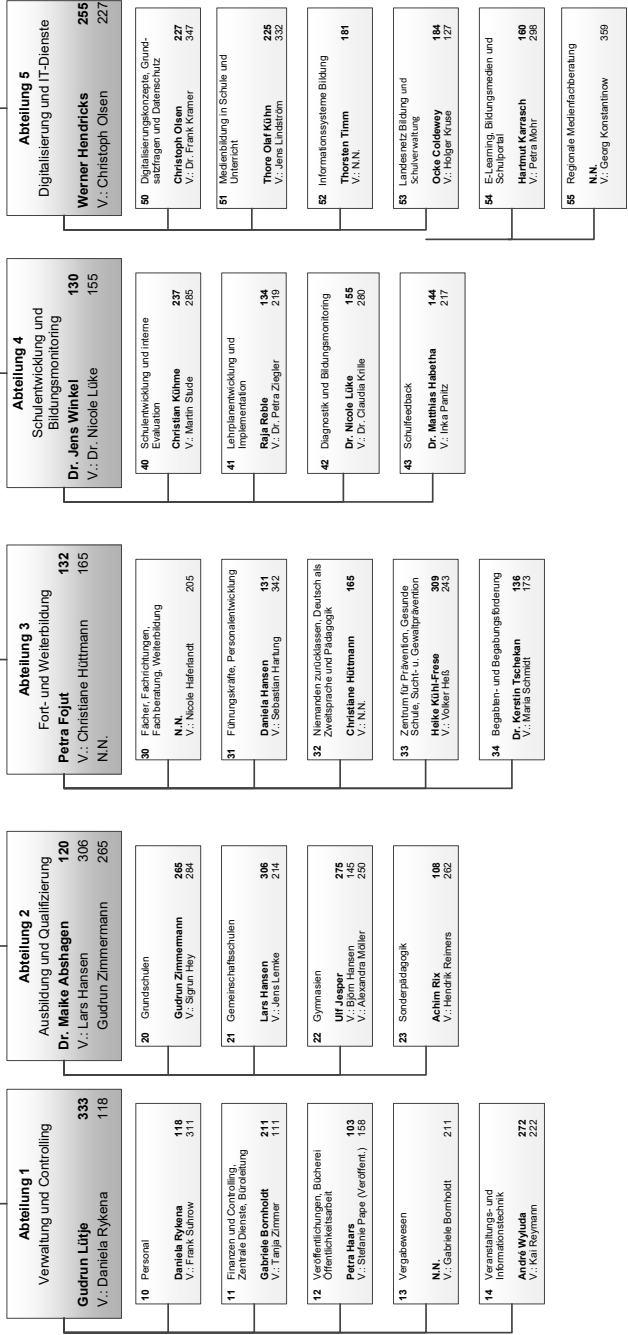 Abteilung 1
Verwaltung und Controlling
Gudrun Lütje 333
V.: Daniela Rykena 118
10 Personal
Daniela Rykena 118
V.: Frank Suhrow 311
11 Finanzen und Controlling,
Zentrale Dienste, Büroleitung
Gabriele Bornholdt 211
V.: Tanja Zimmer 111
12 Veröffentlichungen, Bücherei
Öffentlichkeitsarbeit
Petra Haars 103
V.: Stefanie Pape (Veröffent.) 158
13 Vergabewesen
N.N.
V.: Gabriele Bornholdt 211
14 Veranstaltungs- und
Informationstechnik
André Wyluda 272
V.: Kai Reymann 222
Abteilung 2
Ausbildung und Qualifizierung
Dr. Maike Abshagen 120
V.: Lars Hansen 306
Gudrun Zimmermann 265
20 Grundschulen
Gudrun Zimmermann 265
V.: Sigrun Hey 284
21 Gemeinschaftsschulen
Lars Hansen 306
V.: Jens Lemke 214
22 Gymnasien
Ulf Jesper 275
V.: Björn Hansen 145
V.: Alexandra Möller 250
23 Sonderpädagogik
Achim Rix 108
V.: Hendrik Reimers 262
Abteilung 3
Fort- und Weiterbildung
Petra Fojut 132
V.: Christiane Hüttmann 165
N.N.
30 Fächer, Fachrichtungen,
Fachberatung, Weiterbildung
N.N.
V.: Nicole Haferlandt 205
31 Führungskräfte, Personalentwicklung
Daniela Hansen 131
V.: Sebastian Hartung 342
32 Niemanden zurücklassen, Deutsch als
Zweitsprache und Pädagogik
Christiane Hüttmann 165
V.: N.N.
33 Zentrum für Prävention, Gesunde
Schule, Sucht- u. Gewaltprävention
Heike Kühl-Frese 309
V.: Volker Heß 243
34 Begabten- und Begabungsförderung
Dr. Kerstin Tschekan 136
V.: Maria Schmidt 173
Abteilung 4
Schulentwicklung und
Bildungsmonitoring
Dr. Jens Winkel 130
V.: Dr. Nicole Lüke 155
40 Schulentwicklung und interne
Evaluation
Christian Kühme 237
V.: Martin Stude 285
41 Lehrplanentwicklung und
Implementation
Raja Reble 134
V.: Dr. Petra Ziegler 219
42 Diagnostik und Bildungsmonitoring
Dr. Nicole Lüke 155
V.: Dr. Claudia Krille 280
43 Schulfeedback
Dr. Matthias Habetha 144
V.: Inka Panitz 217
Abteilung 5
Digitalisierung und IT-Dienste
Werner Hendricks 255
V.: Christoph Olsen 227
50 Digitalisierungskonzepte, Grund-
satzfragen und Datenschutz
Christoph Olsen 227
V.: Dr. Frank Kramer 347
51 Medienbildung in Schule und
Unterricht
Thore Olaf Kühn 225
V.: Jens Lindström 332
52 Informationssysteme Bildung
Thorsten Timm 181
V.: N.N.
53 Landesnetz Bildung und
Schulverwaltung
Ocke Coldewey 184
V.: Holger Kruse 127
54 E-Learning, Bildungsmedien und
Schulportal
Hartmut Karrasch 160
V.: Petra Mohr 298
55 Regionale Medienfachberatung
N.N.
V.: Georg Konstantinow 359